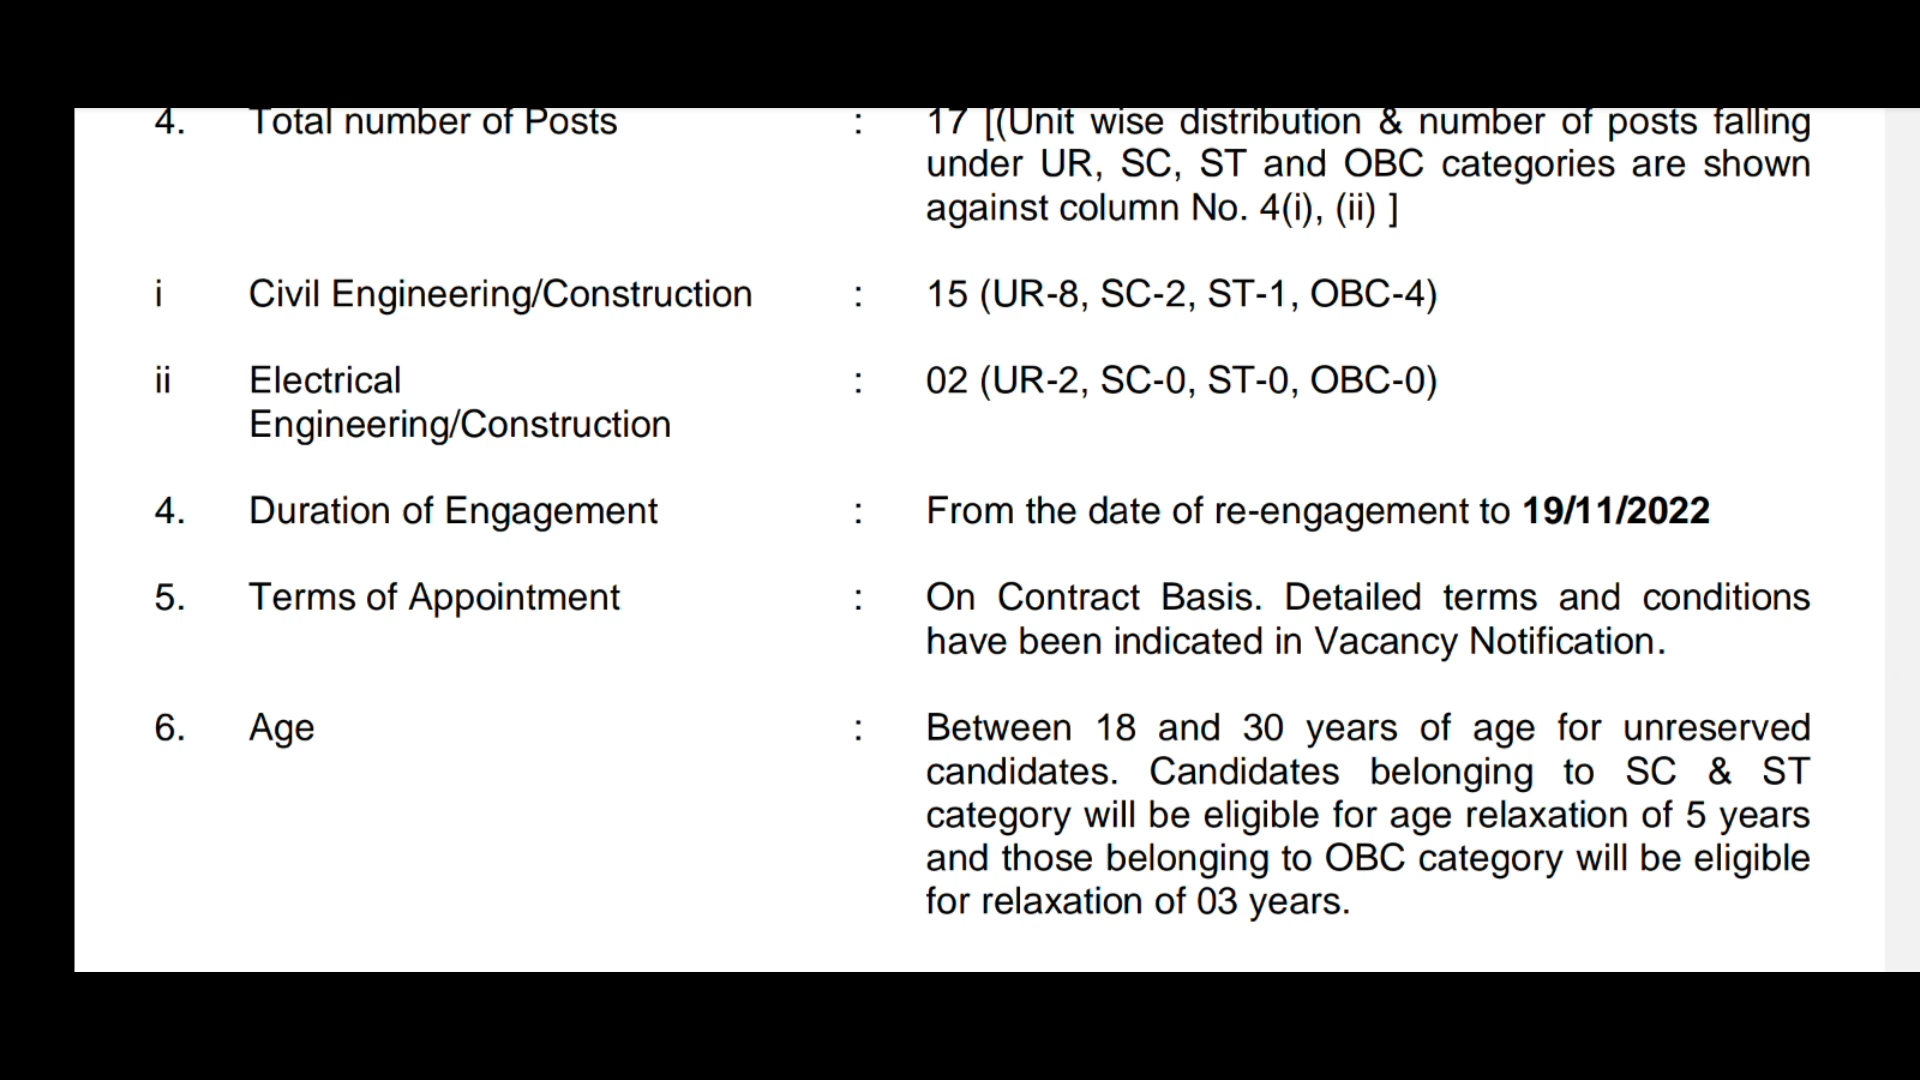 4. Total number of Posts : 17 [(Unit wise distribution & number of posts falling
under UR, SC, ST and OBC categories are shown
against column No. 4(i), (ii) ]
i Civil Engineering/Construction : 15 (UR-8, SC-2, ST-1, OBC-4)
ii Electrical : 02 (UR-2, SC-0, ST-0, OBC-0)
Engineering/Construction
4. Duration of Engagement : From the date of re-engagement to 19/11/2022
5. Terms of Appointment : On Contract Basis. Detailed terms and conditions
have been indicated in Vacancy Notification.
6. Age : Between 18 and 30 years of age for unreserved
candidates. Candidates belonging to SC & ST
category will be eligible for age relaxation of 5 years
and those belonging to OBC category will be eligible
for relaxation of 03 years.